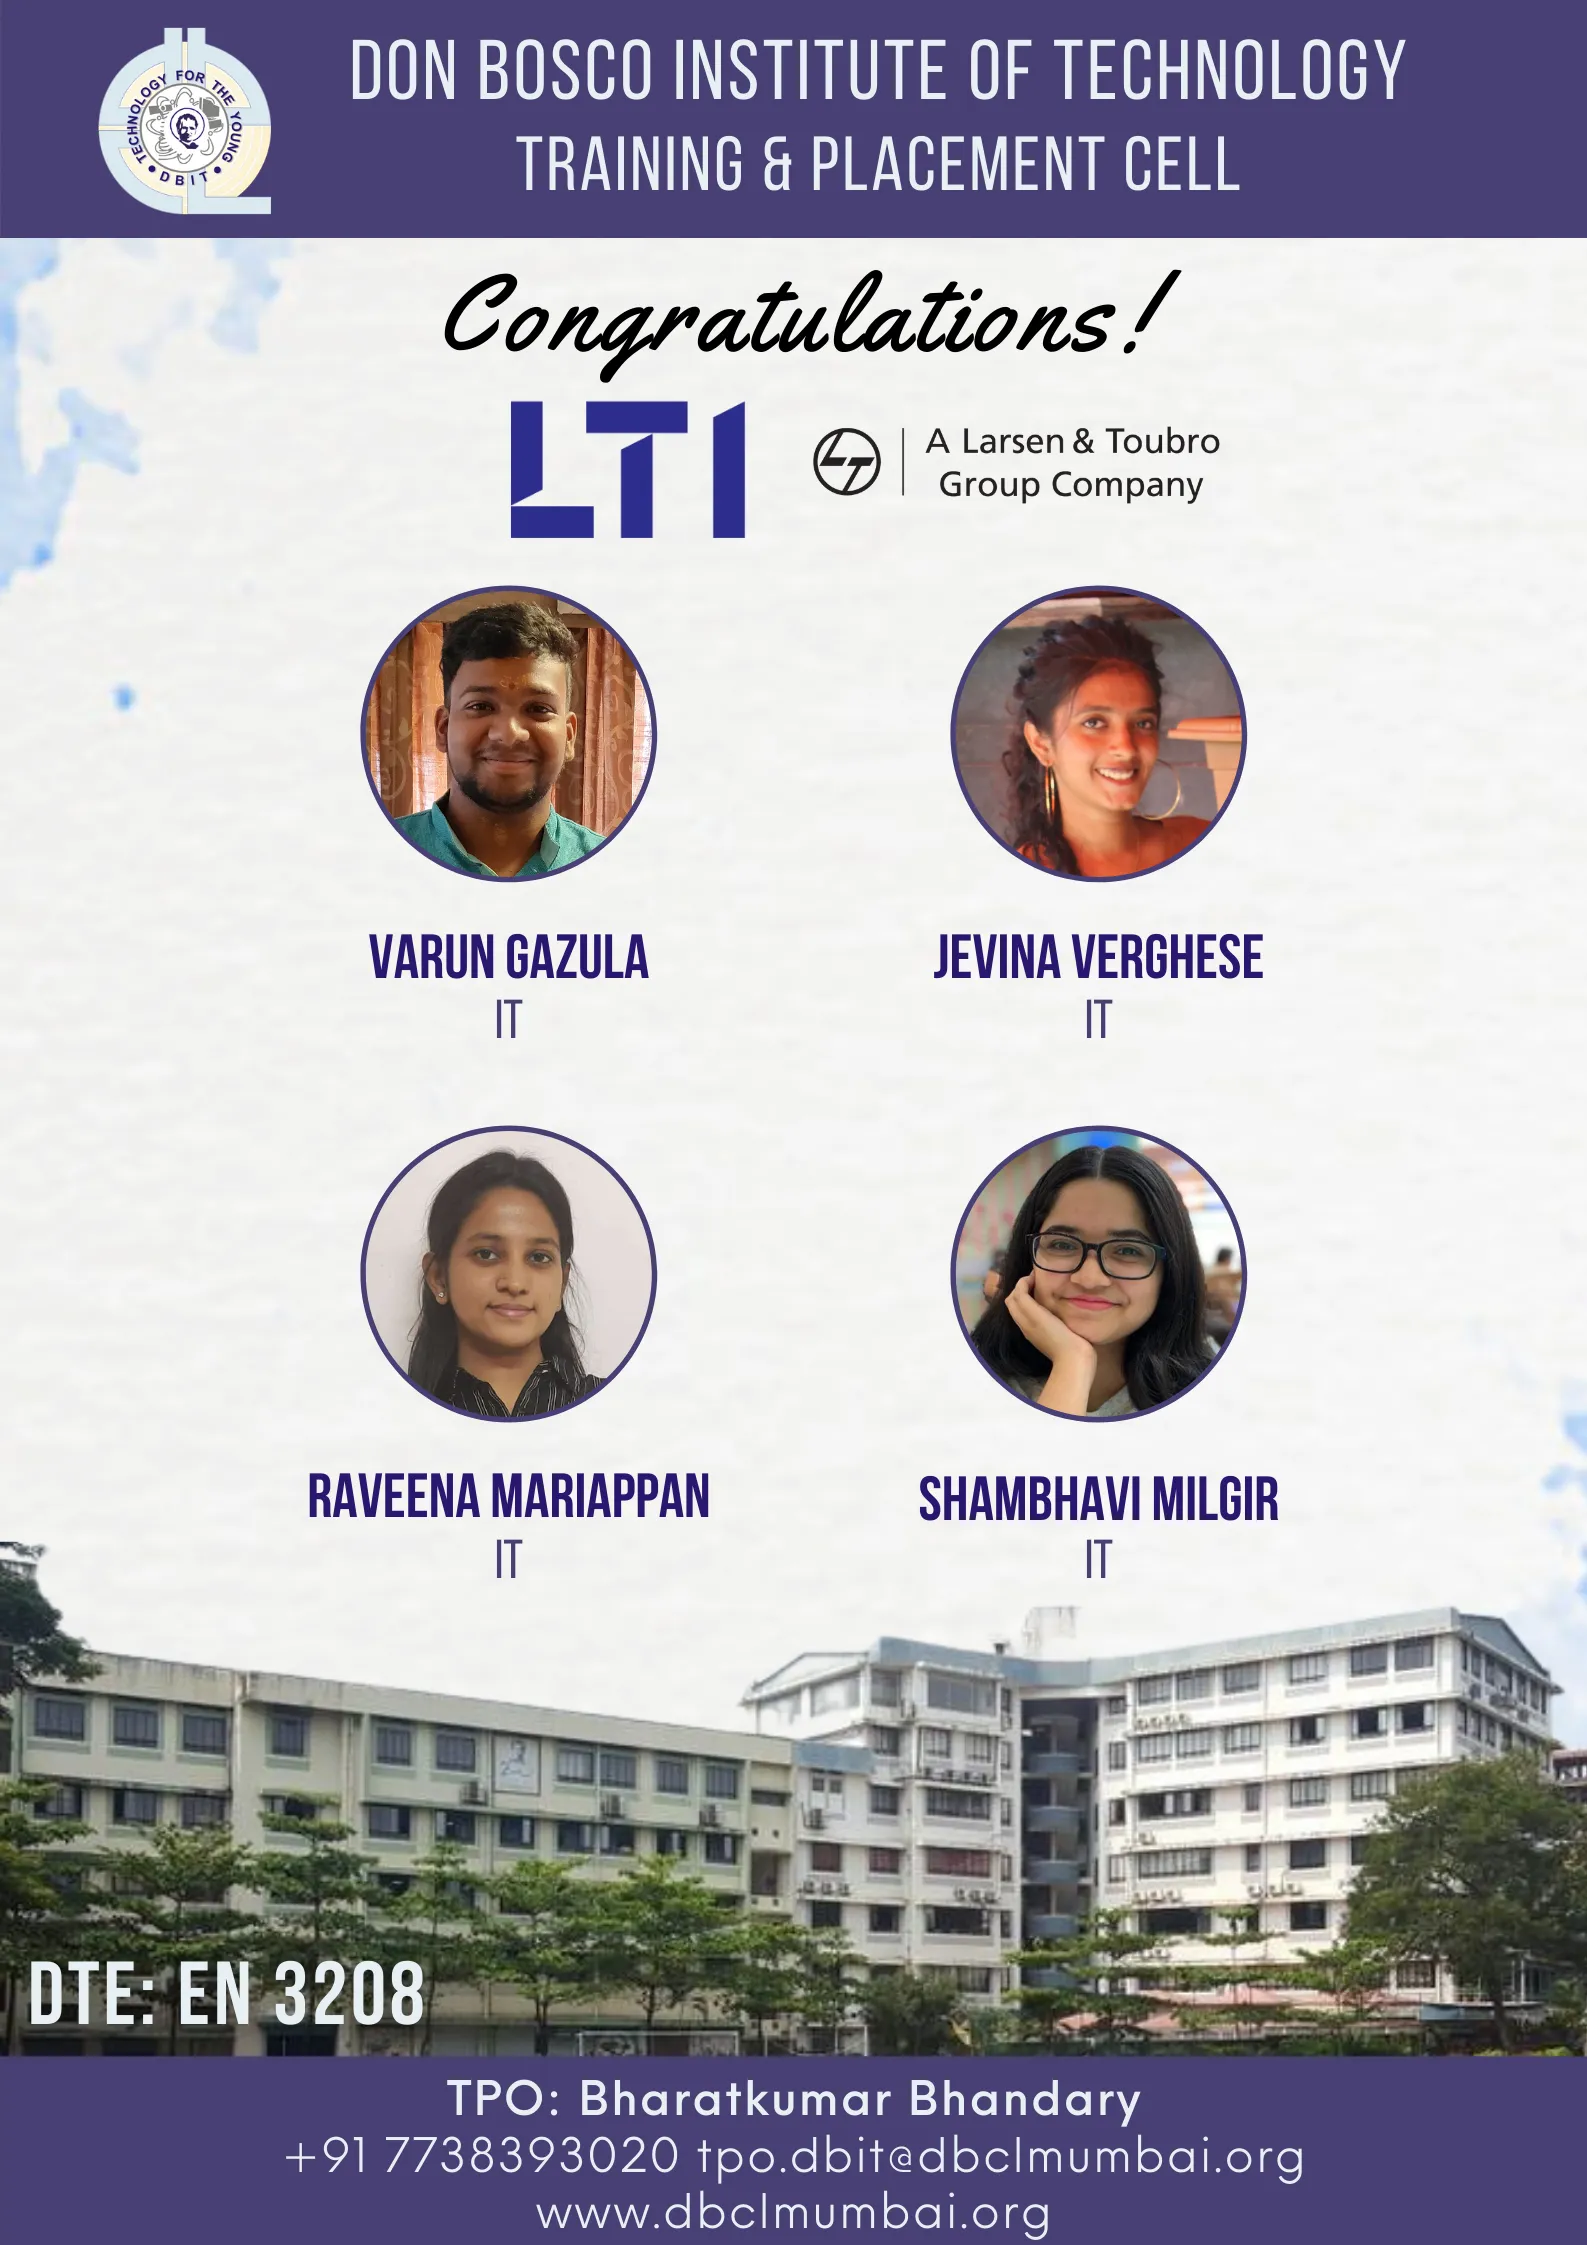 DON BOSCO INSTITUTE OF TECHNOLOGY
TRAINING & PLACEMENT CELL
TECHNOLOGY FOR THE YOUNG
DBIT
Congratulations!
LTI
LT
A Larsen & Toubro
Group Company
VARUN GAZULA
IT
JEVINA VERGHESE
IT
RAVEENA MARIAPPAN
IT
SHAMBHAVI MILGIR
IT
DTE: EN 3208
TPO: Bharatkumar Bhandary
+91 7738393020 tpo.dbit@dbclmumbai.org
www.dbclmumbai.org